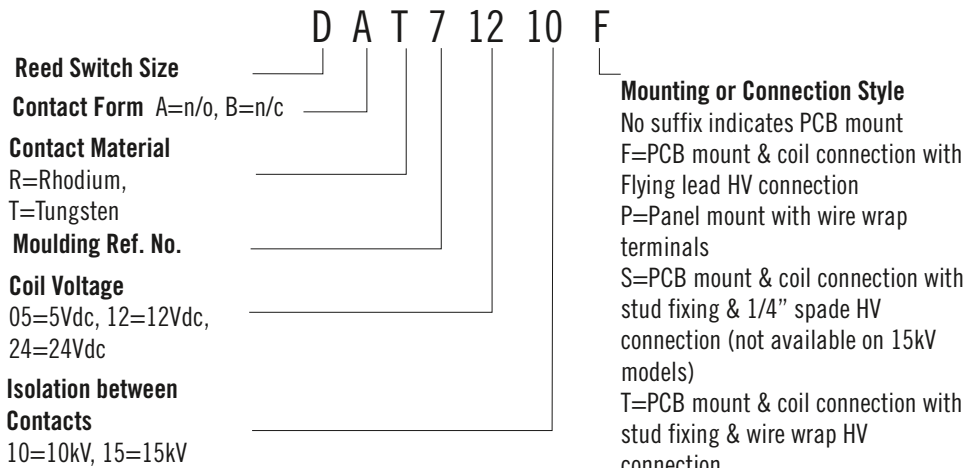 D A T 7 12 10 F
Reed Switch Size
Contact Form A=n/o, B=n/c
Contact Material
R=Rhodium,
T=Tungsten
Moulding Ref. No.
Coil Voltage
05=5Vdc, 12=12Vdc,
24=24Vdc
Isolation between
Contacts
10=10kV, 15=15kV
Mounting or Connection Style
No suffix indicates PCB mount
F=PCB mount & coil connection with
Flying lead HV connection
P=Panel mount with wire wrap
terminals
S=PCB mount & coil connection with
stud fixing & 1/4” spade HV
connection (not available on 15kV
models)
T=PCB mount & coil connection with
stud fixing & wire wrap HV
connection